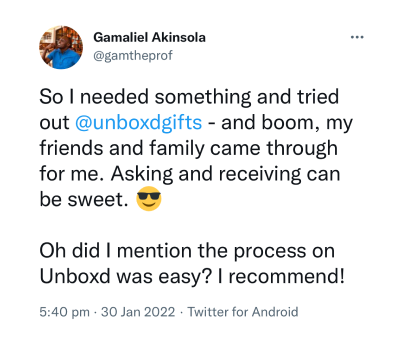 Gamaliel Akinsola
@gamtheprof
So I needed something and tried
out @unboxdgifts - and boom, my
friends and family came through
for me. Asking and receiving can
be sweet. 😎
Oh did I mention the process on
Unboxd was easy? I recommend!
5:40 pm · 30 Jan 2022 · Twitter for Android